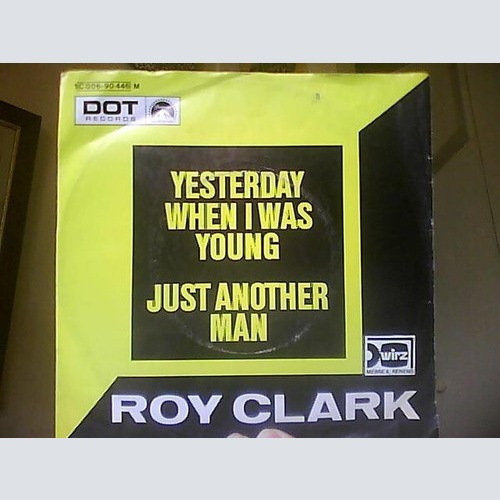 1C 006-90 446 M
DOT
RECORDS
YESTERDAY
WHEN I WAS
YOUNG
JUST ANOTHER
MAN
wirz
ROY CLARK